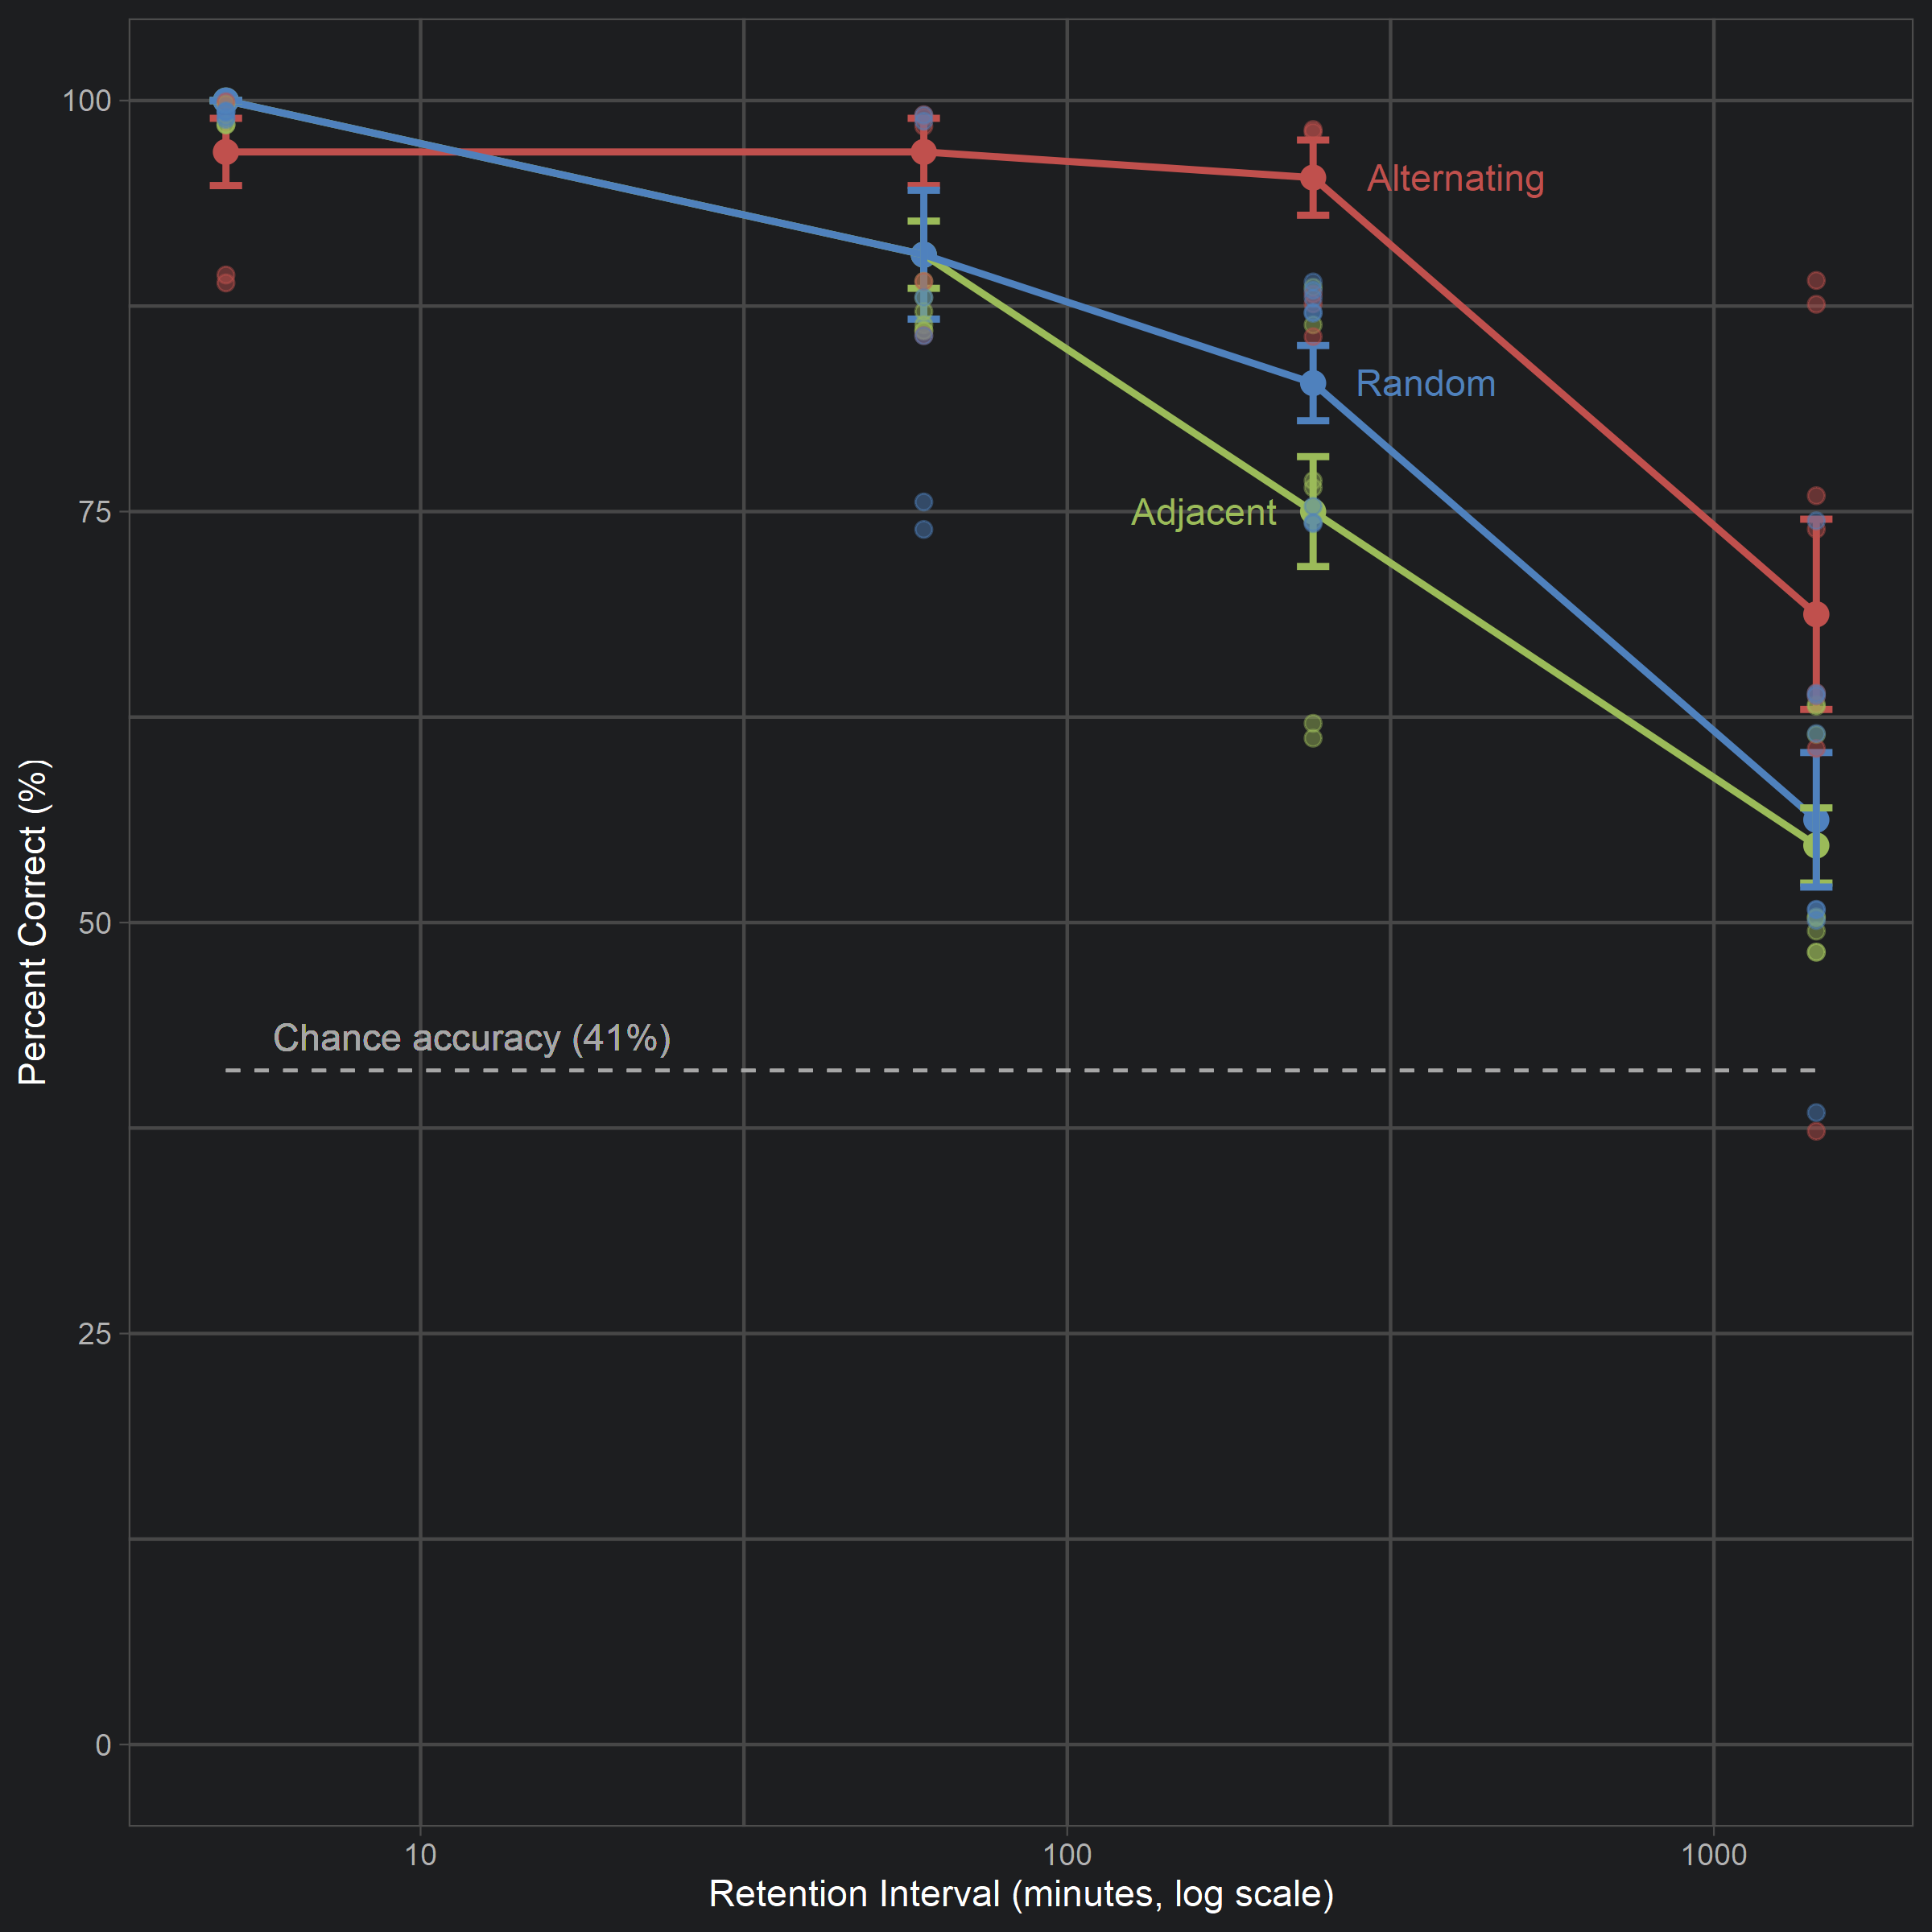 100
Alternating
Random
75
Adjacent
Percent Correct (%)
50
Chance accuracy (41%)
25
0
10 100 1000
Retention Interval (minutes, log scale)